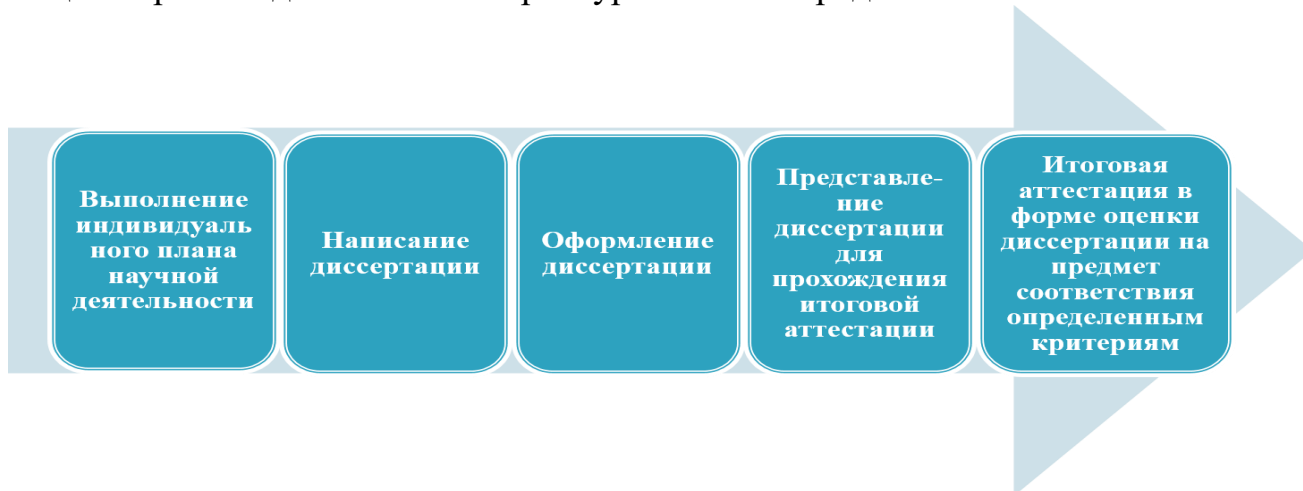 Выполнение
индивидуаль
ного плана
научной
деятельности
Написание
диссертации
Оформление
диссертации
Представле-
ние
диссертации
для
прохождения
итоговой
аттестации
Итоговая
аттестация в
форме оценки
диссертации на
предмет
соответствия
определенным
критериям